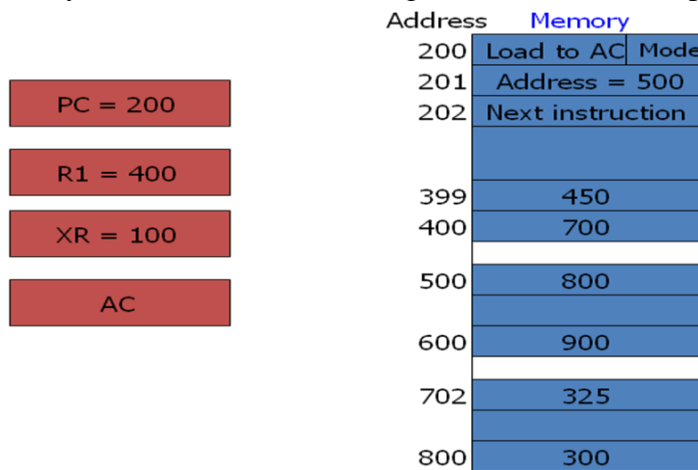 Address Memory
200 Load to AC Mode
201 Address = 500
202 Next instruction
PC = 200
R1 = 400
XR = 100
AC
399 450
400 700
500 800
600 900
702 325
800 300